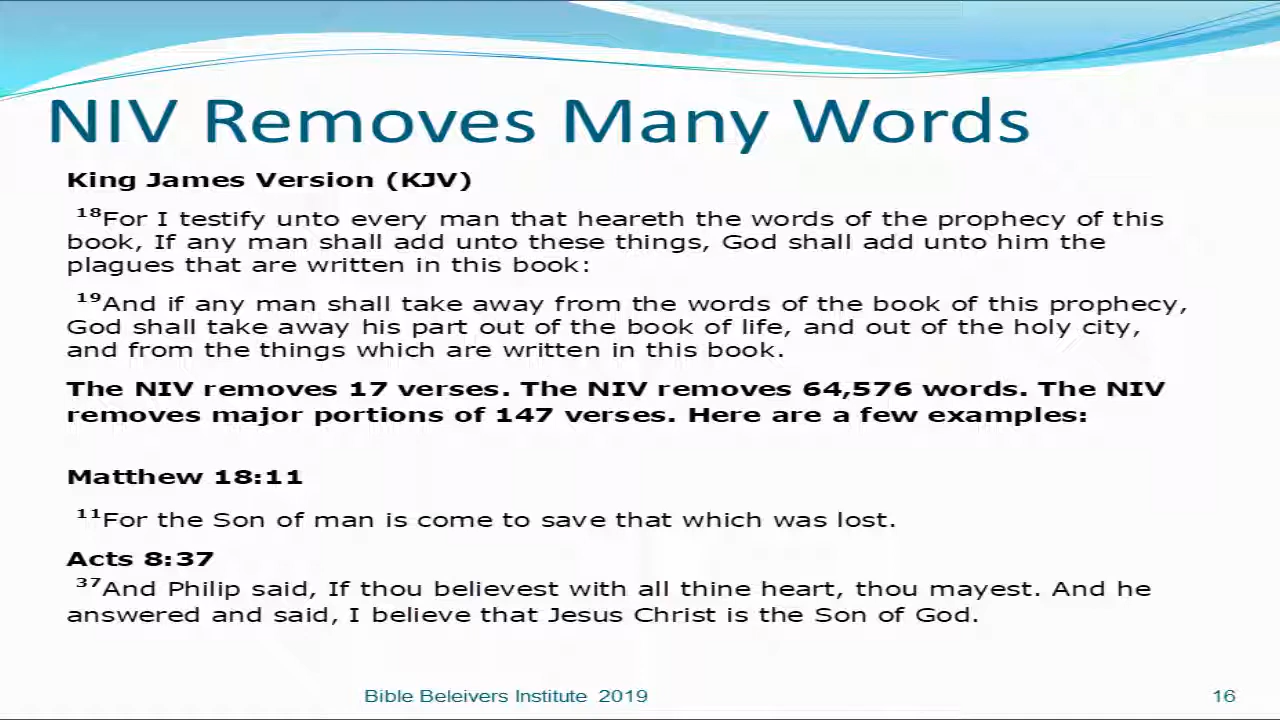 NIV Removes Many Words
King James Version (KJV)
18For I testify unto every man that heareth the words of the prophecy of this
book, If any man shall add unto these things, God shall add unto him the
plagues that are written in this book:
19And if any man shall take away from the words of the book of this prophecy,
God shall take away his part out of the book of life, and out of the holy city,
and from the things which are written in this book.
The NIV removes 17 verses. The NIV removes 64,576 words. The NIV
removes major portions of 147 verses. Here are a few examples:
Matthew 18:11
11For the Son of man is come to save that which was lost.
Acts 8:37
37And Philip said, If thou believest with all thine heart, thou mayest. And he
answered and said, I believe that Jesus Christ is the Son of God.
Bible Beleivers Institute 2019
16